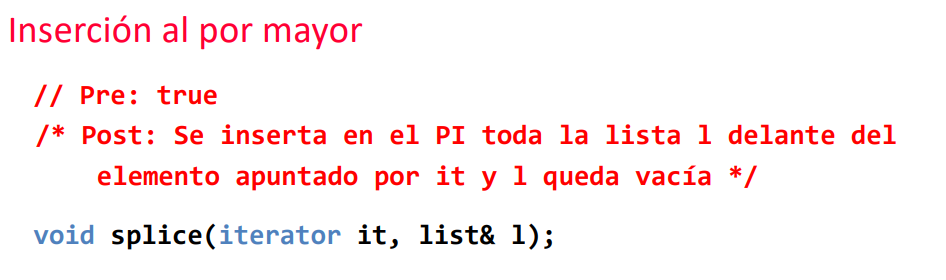 Inserción al por mayor
// Pre: true
/* Post: Se inserta en el PI toda la lista l delante del
elemento apuntado por it y l queda vacía */
void splice(iterator it, list& l);